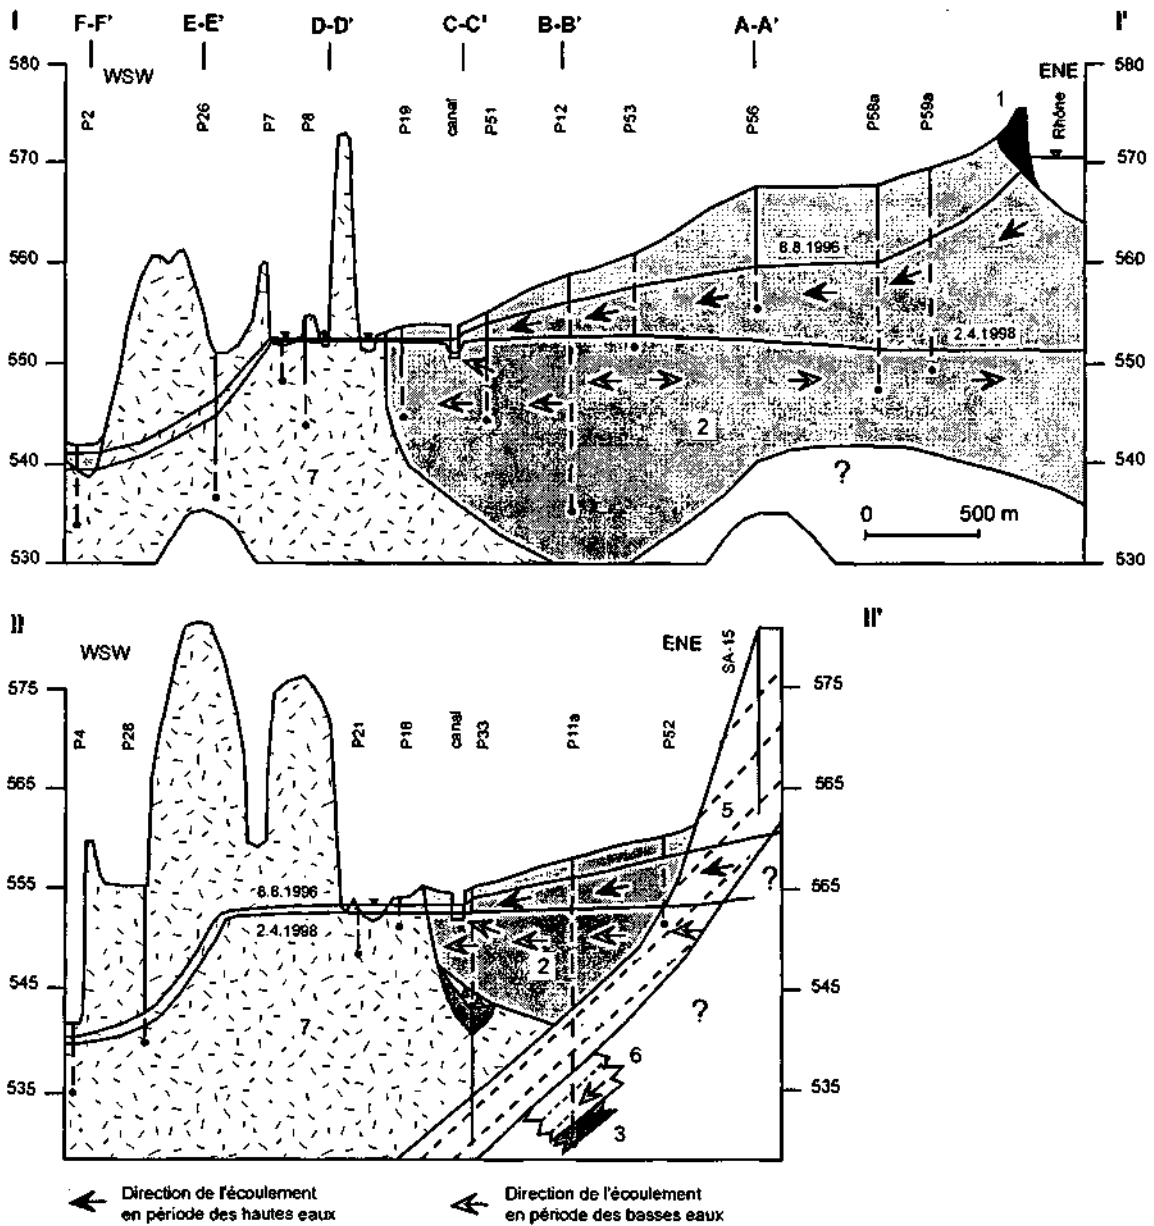 I F-F' E-E' D-D' C-C' B-B' A-A' I'
580 WSW ENE 580
P2 P26 P7 P8 P19 canal P51 P12 P53 P56 P58a P59a 1 Rhône
570 570
560 8.8.1996 560
550 2.4.1998 550
2
540 7 ? 540
0 500 m
530 530
II II'
WSW ENE SA-15
575 575
P4 P28 P21 P18 canal P33 P11a P52
565 5 565
555 8.8.1996 ? 565
2.4.1998
2
545 ? 545
7
6
535 535
3
Direction de l'écoulement
en période des hautes eaux
Direction de l'écoulement
en période des basses eaux